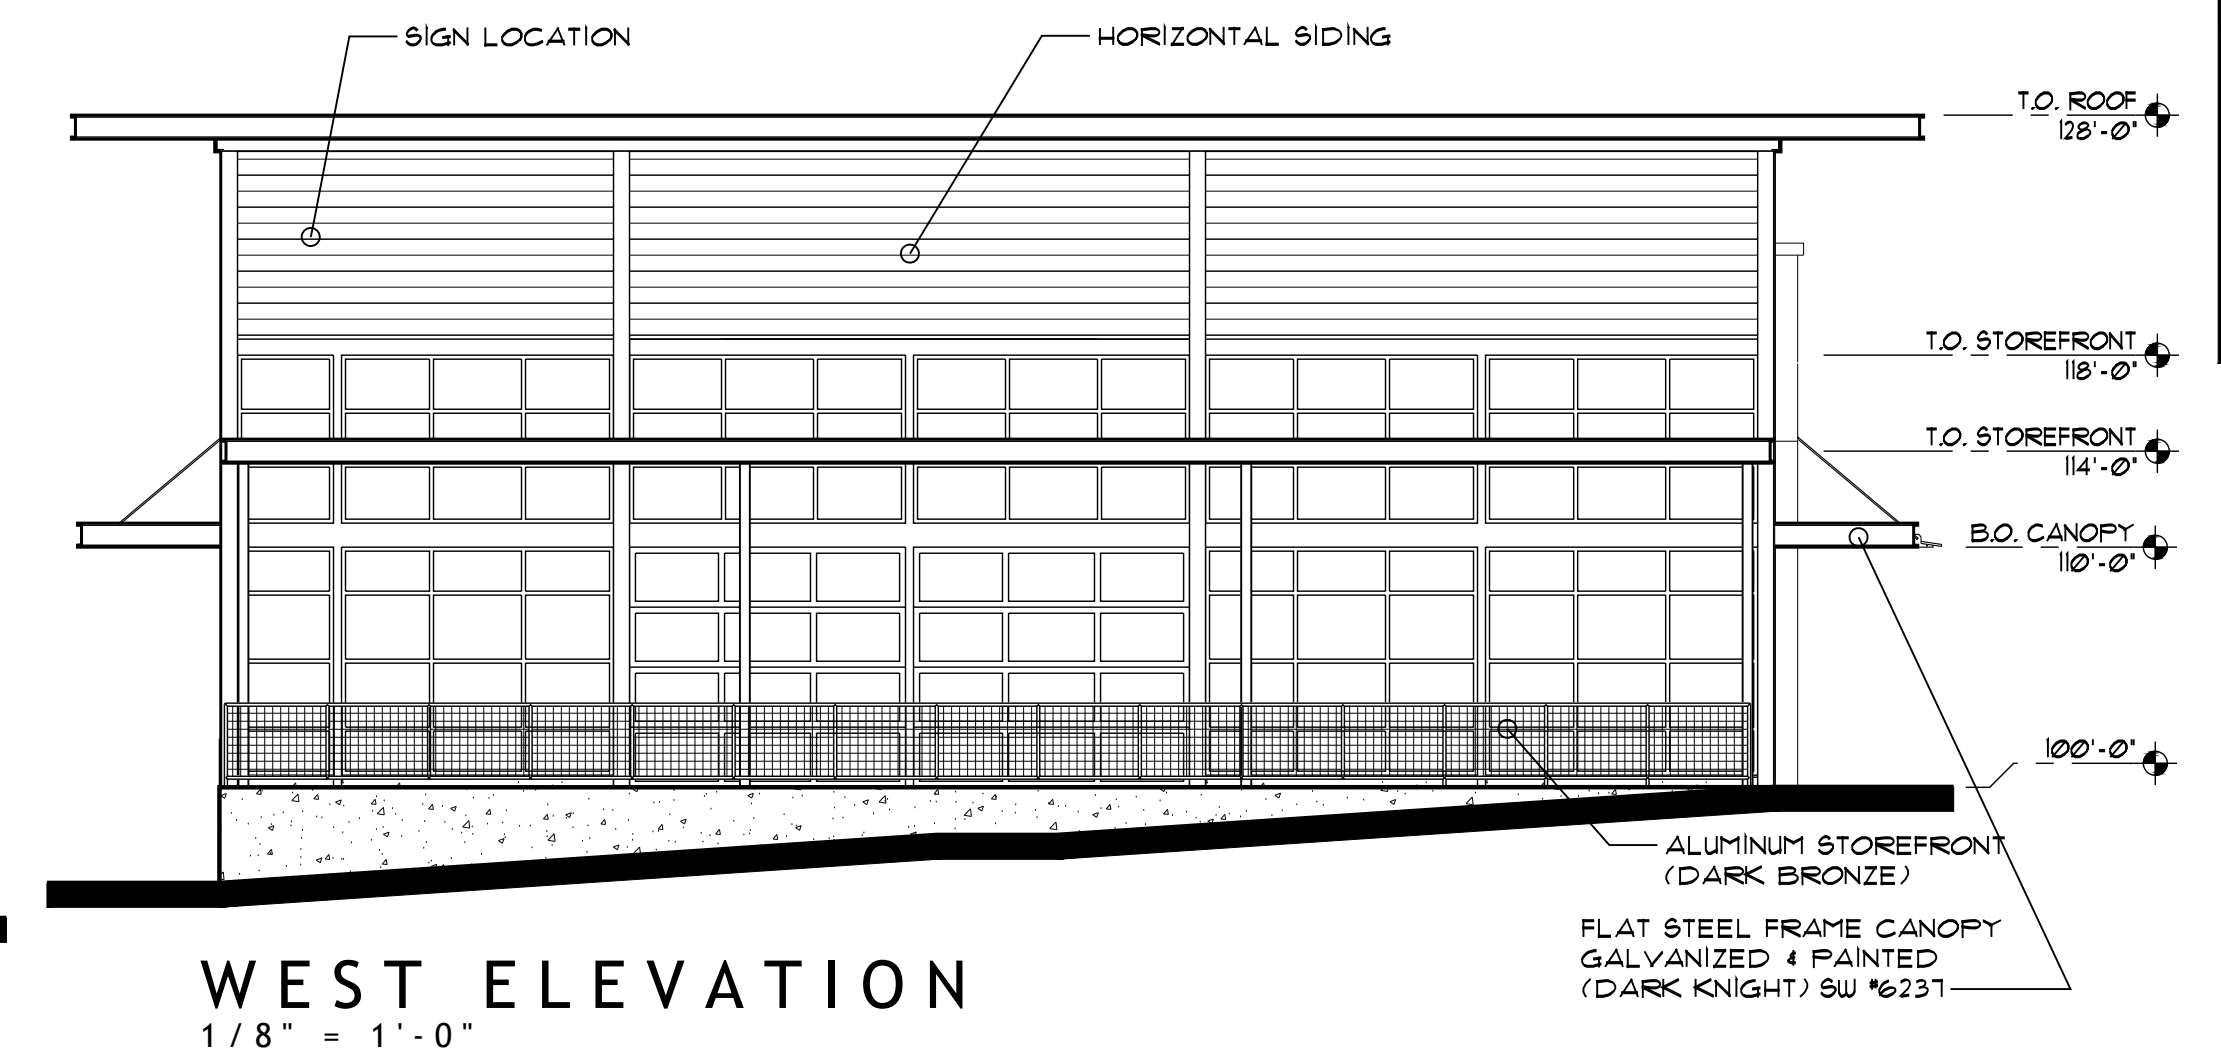 SIGN LOCATION
HORIZONTAL SIDING
T.O. ROOF
128'-0"
T.O. STOREFRONT
118'-0"
T.O. STOREFRONT
114'-0"
B.O. CANOPY
110'-0"
100'-0"
ALUMINUM STOREFRONT
(DARK BRONZE)
FLAT STEEL FRAME CANOPY
GALVANIZED & PAINTED
(DARK KNIGHT) SW #6237
WEST ELEVATION
1/8" = 1'-0"